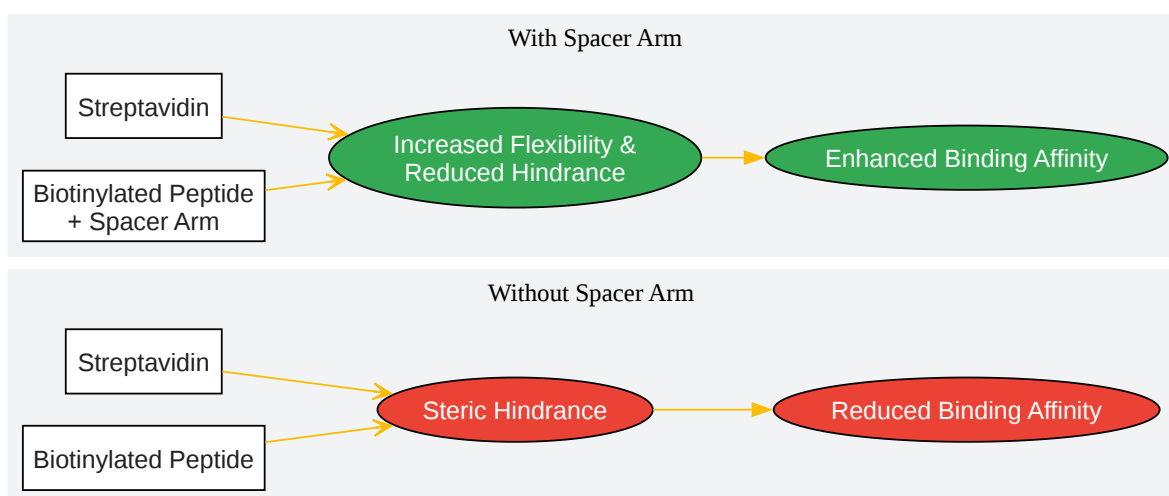 With Spacer Arm
Streptavidin
Biotinylated Peptide
+ Spacer Arm
Increased Flexibility &
Reduced Hindrance
Enhanced Binding Affinity
Without Spacer Arm
Streptavidin
Biotinylated Peptide
Steric Hindrance
Reduced Binding Affinity